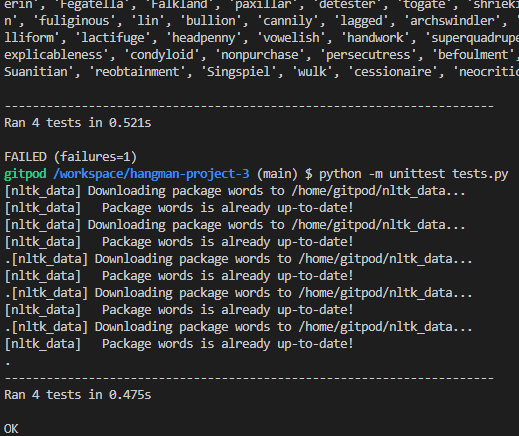 erin', 'Fegatella', 'Falkland', 'paxillar', 'detester', 'togate', 'shrieki
n', 'fuliginous', 'lin', 'bullion', 'cannily', 'lagged', 'archswindler',
lliform', 'lactifuge', 'headpenny', 'vowelish', 'handwork', 'superquadrupe
explicableness', 'condyloid', 'nonpurchase', 'persecutress', 'befoulment',
Suanitian', 'reobtainment', 'Singspiel', 'wulk', 'cessionaire', 'neocritic
----------------------------------------------------------------------
Ran 4 tests in 0.521s
FAILED (failures=1)
gitpod /workspace/hangman-project-3 (main) $ python -m unittest tests.py
[nltk_data] Downloading package words to /home/gitpod/nltk_data...
[nltk_data]   Package words is already up-to-date!
[nltk_data] Downloading package words to /home/gitpod/nltk_data...
[nltk_data]   Package words is already up-to-date!
.[nltk_data] Downloading package words to /home/gitpod/nltk_data...
[nltk_data]   Package words is already up-to-date!
.[nltk_data] Downloading package words to /home/gitpod/nltk_data...
[nltk_data]   Package words is already up-to-date!
.[nltk_data] Downloading package words to /home/gitpod/nltk_data...
[nltk_data]   Package words is already up-to-date!
.
----------------------------------------------------------------------
Ran 4 tests in 0.475s
OK